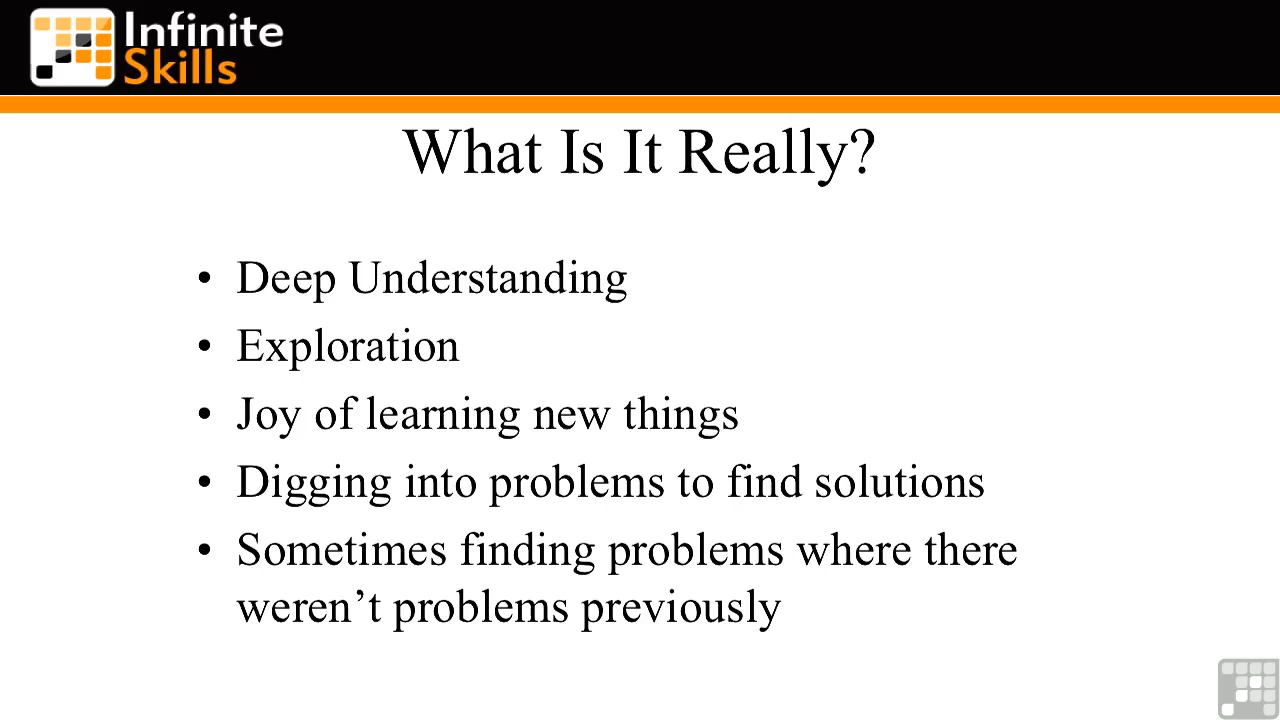 Infinite
Skills
What Is It Really?
• Deep Understanding
• Exploration
• Joy of learning new things
• Digging into problems to find solutions
• Sometimes finding problems where there
weren’t problems previously